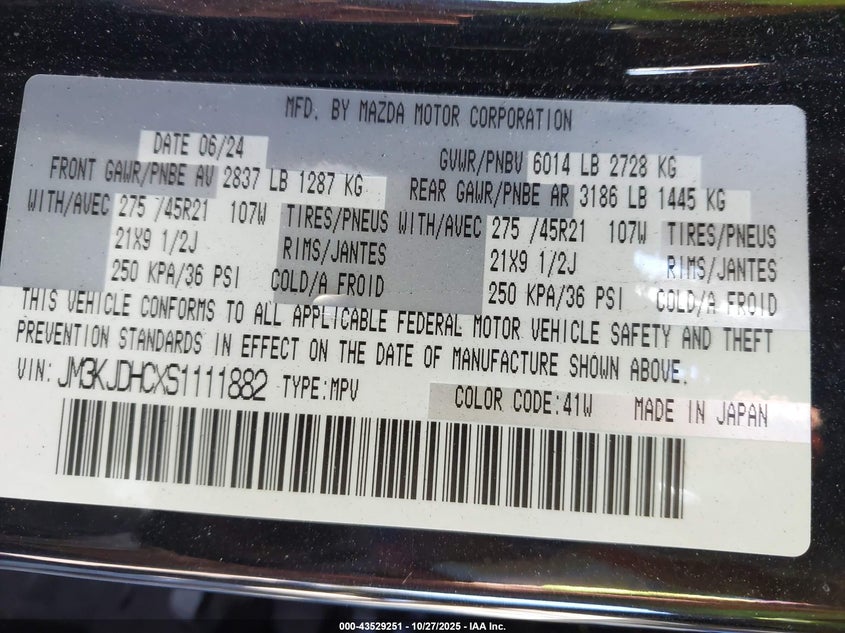 MFD. BY MAZDA MOTOR CORPORATION
DATE 06/24 GVWR/PNBV 6014 LB 2728 KG
FRONT GAWR/PNBE AV 2837 LB 1287 KG REAR GAWR/PNBE AR 3186 LB 1445 KG
WITH/AVEC 275 /45R21 107W TIRES/PNEUS WITH/AVEC 275 /45R21 107W TIRES/PNEUS
21X9 1/2J RIMS/JANTES 21X9 1/2J RIMS/JANTES
250 KPA/36 PSI COLD/A FROID 250 KPA/36 PSI COLD/A FROID
THIS VEHICLE CONFORMS TO ALL APPLICABLE FEDERAL MOTOR VEHICLE SAFETY AND THEFT
PREVENTION STANDARDS IN EFFECT ON THE DATE OF MANUFACTURE SHOWN ABOVE.
VIN: JM3KJDHCXS1111882 TYPE:MPV COLOR CODE:41W MADE IN JAPAN
000-43529251 - 10/27/2025 - IAA Inc.